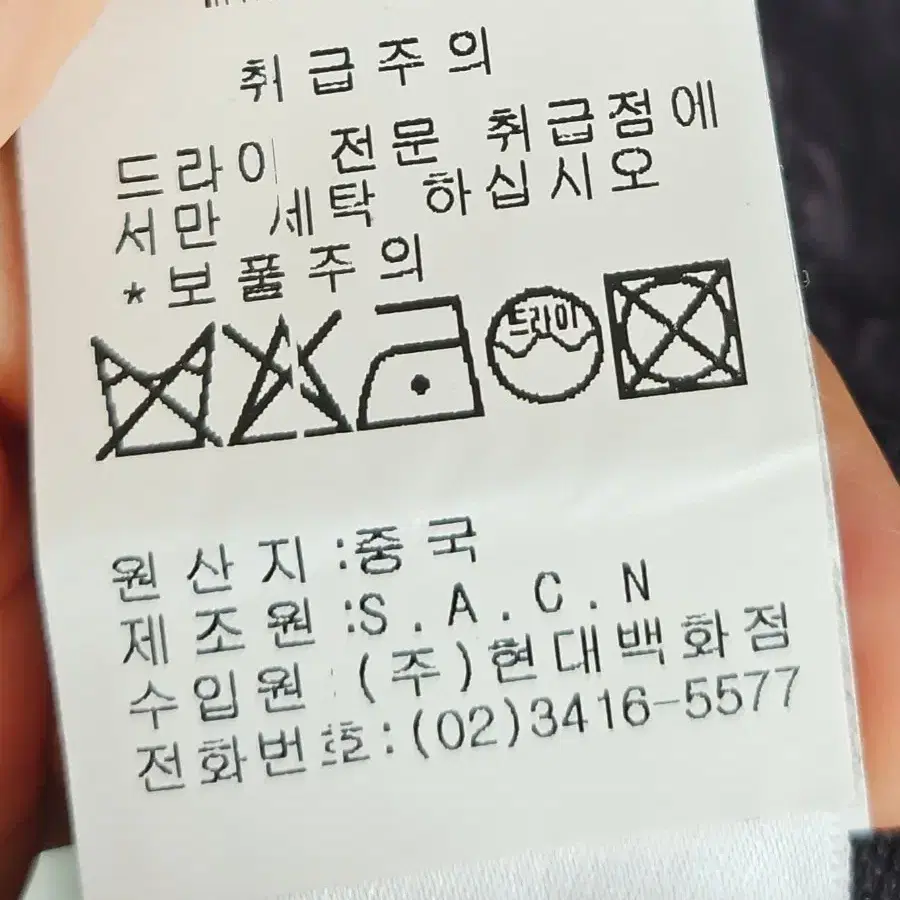 취급주의
드라이 전문 취급점에
서만 세탁 하십시오
*보풀주의
드라이
원산지:중국
제조원:S.A.C.N
수입원:(주)현대백화점
전화번호:(02)3416-5577